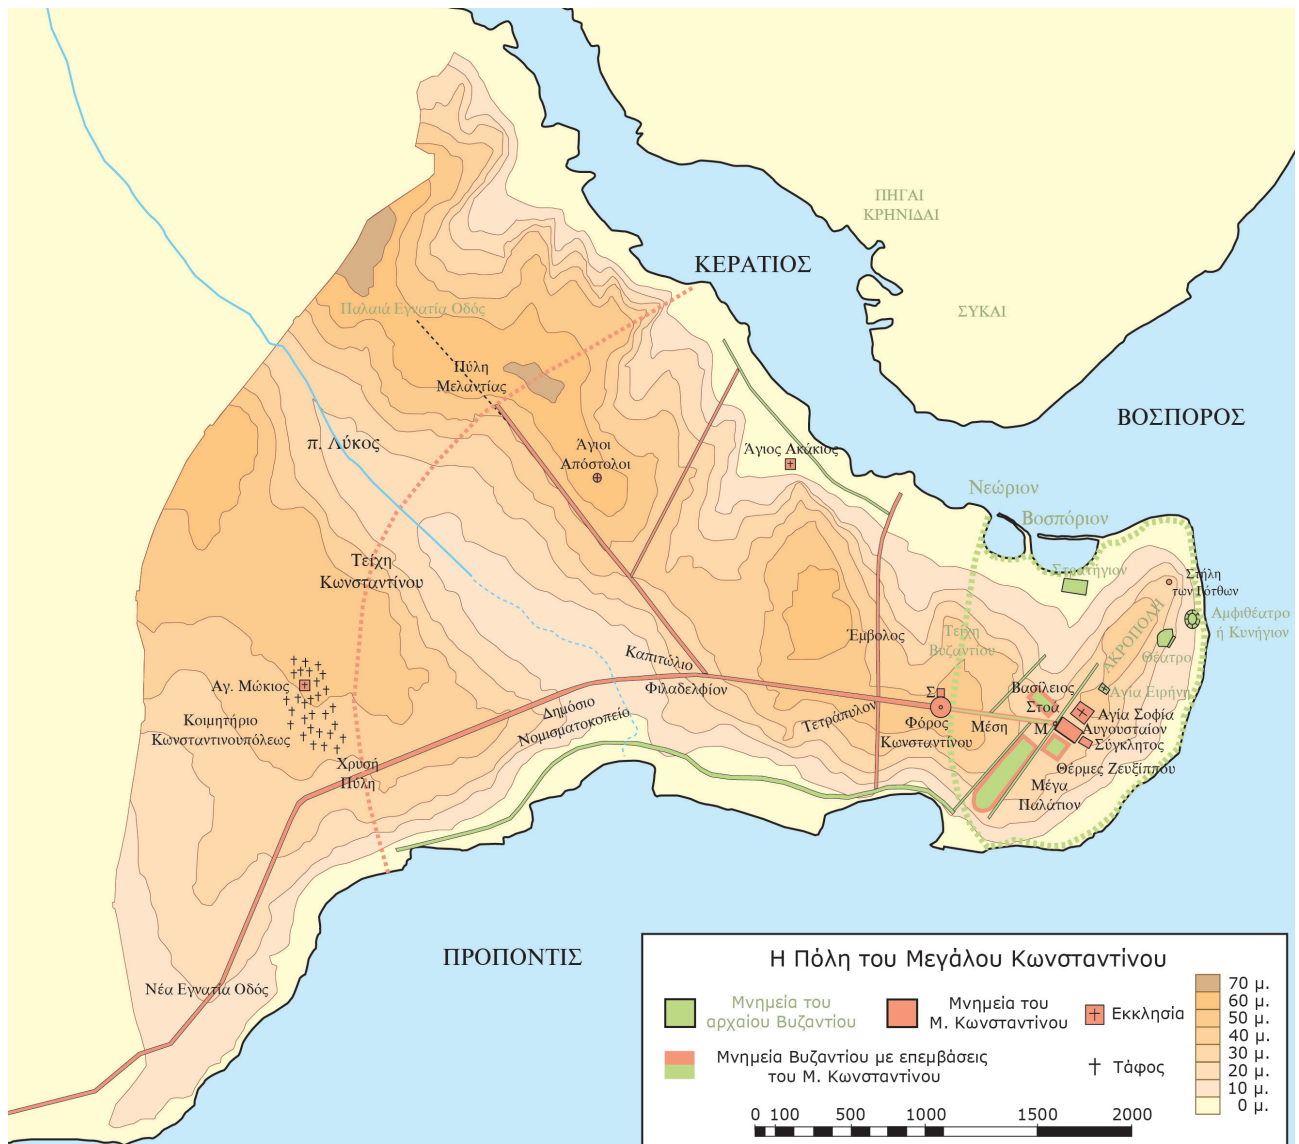 ΠΗΓΑΙ
ΚΡΗΝΙΔΑΙ
ΚΕΡΑΤΙΟΣ
Παλαιά Εγνατία Οδός
ΣΥΚΑΙ
Πύλη
Μελαντίας
ΒΟΣΠΟΡΟΣ
π. Λύκος
Άγιοι
Απόστολοι
Άγιος Ακάκιος
Νεώριον
Βοσπόριον
Τείχη
Κωνσταντίνου
Στρατήγιον
Στήλη
των Γότθων
Αμφιθέατρο
ή Κυνήγιον
Έμβολος
Τείχη
Βυζαντίου
ΑΚΡΟΠΟΛΗ
Θέατρο
Καπιτώλιο
Φιλαδελφίον
Αγ. Μώκιος
Βασίλειος
Στοά
Αγία Ειρήνη
Σ
Δημόσιο
Νομισματοκοπείο
Τετράπυλον
Φόρος
Κωνσταντίνου
Μέση
Μ
Αγία Σοφία
Αυγουσταίον
Σύγκλητος
Κοιμητήριο
Κωνσταντινουπόλεως
Χρυσή
Πύλη
Θέρμες Ζευξίππου
Μέγα
Παλάτιον
ΠΡΟΠΟΝΤΙΣ
Νέα Εγνατία Οδός
Η Πόλη του Μεγάλου Κωνσταντίνου
Μνημεία του
αρχαίου Βυζαντίου
Μνημεία του
Μ. Κωνσταντίνου
Εκκλησία
Μνημεία Βυζαντίου με επεμβάσεις
του Μ. Κωνσταντίνου
Τάφος
70 μ.
60 μ.
50 μ.
40 μ.
30 μ.
20 μ.
10 μ.
0 μ.
0 100 500 1000 1500 2000